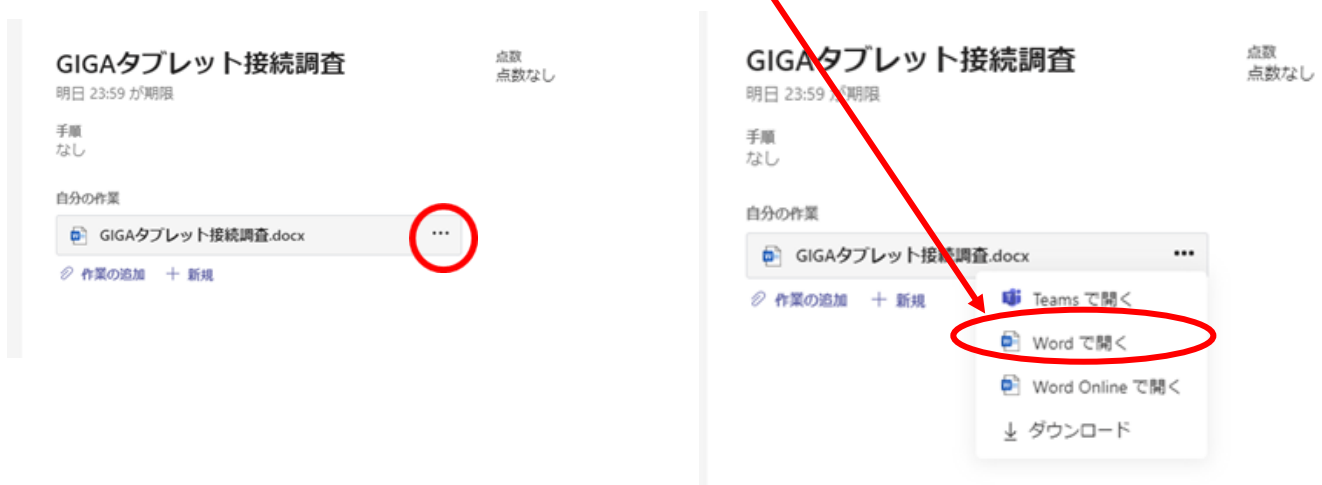 GIGAタブレット接続調査
点数
点数なし
明日 23:59 が期限
手順
なし
自分の作業
GIGAタブレット接続調査.docx
作業の追加 + 新規
GIGAタブレット接続調査
点数
点数なし
明日 23:59 が期限
手順
なし
自分の作業
GIGAタブレット接続調査.docx
作業の追加 + 新規
Teams で開く
Word で開く
Word Online で開く
ダウンロード